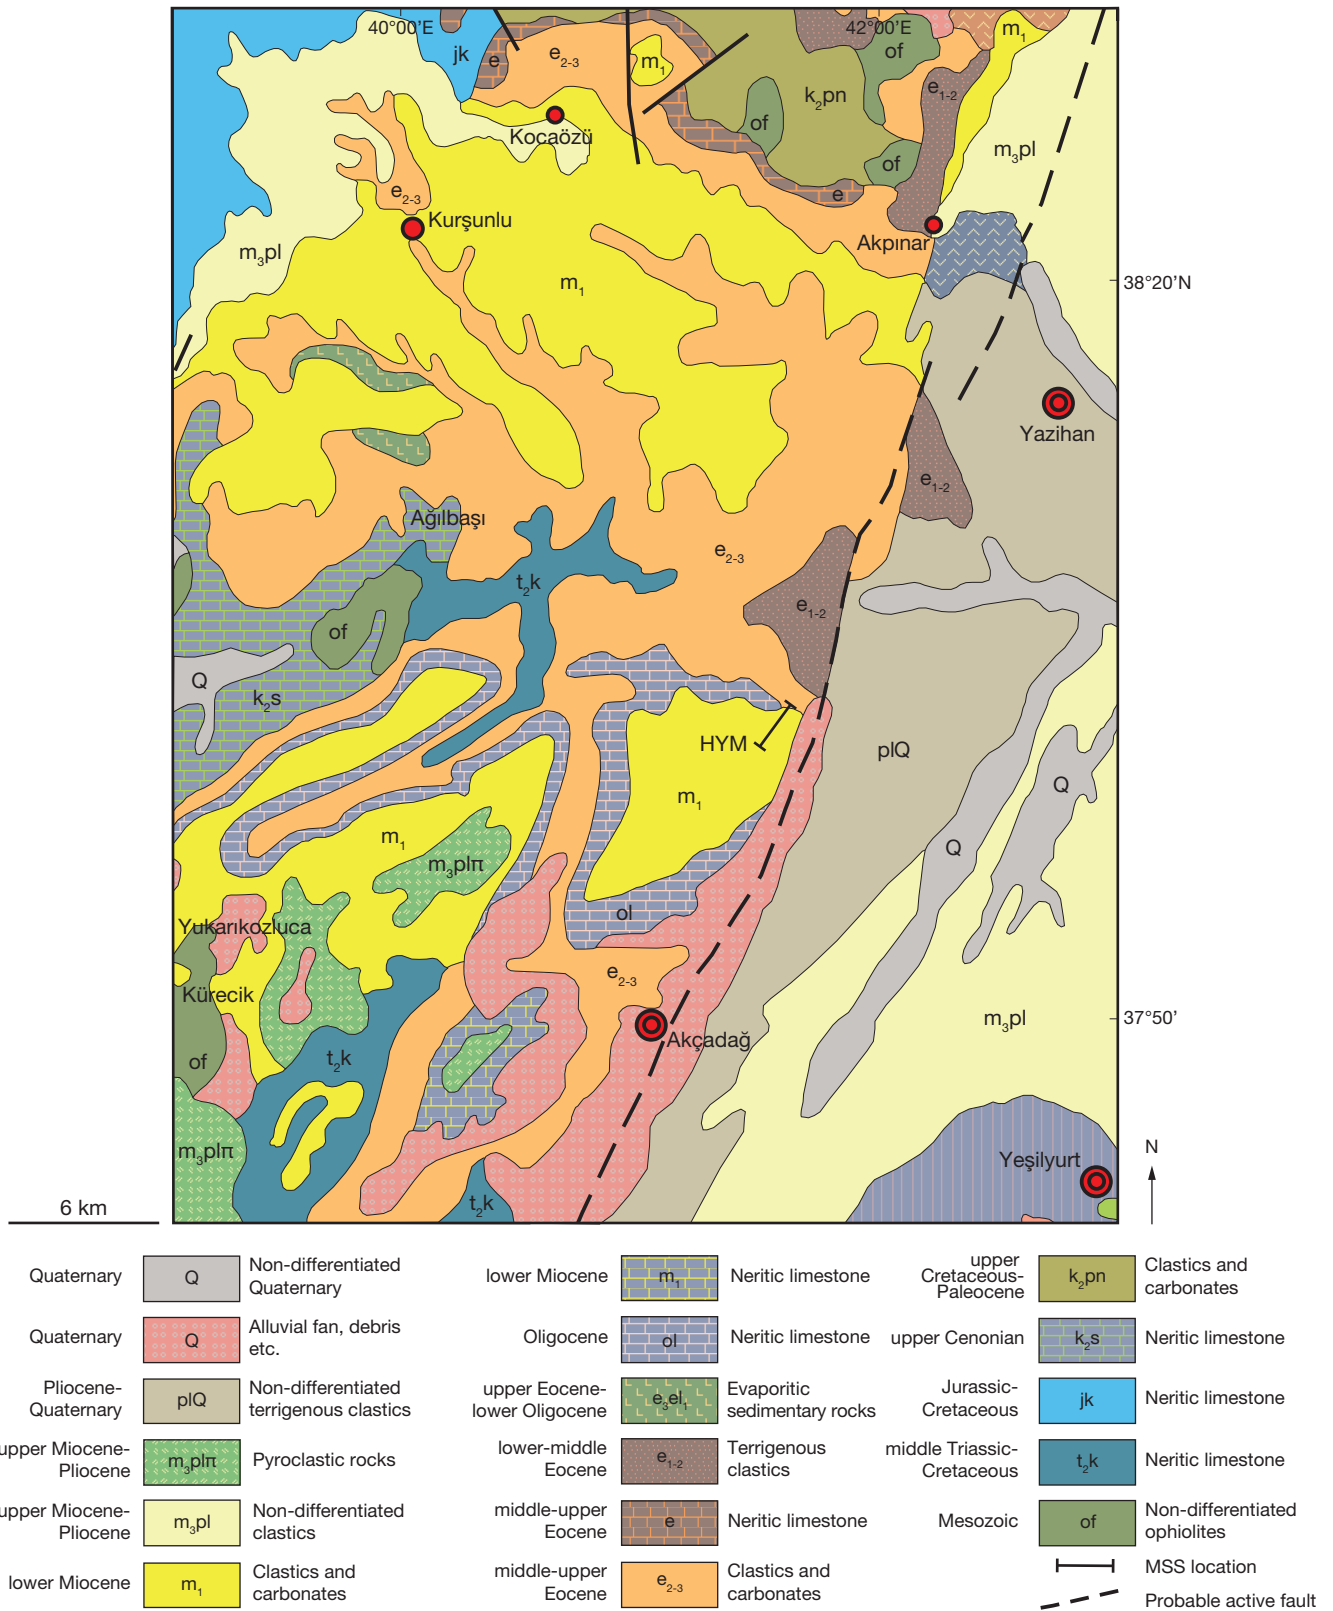 40°00'E
42°00'E
jk
e
e2-3
m1
m1
of
k2pn
e1-2
of
Kocaözü
m3pl
of
e2-3
e
Kurşunlu
Akpınar
m3pl
m1
38°20'N
Yazihan
e1-2
Ağılbaşı
e2-3
t2k
e1-2
of
Q
k2s
HYM
plQ
m1
Q
m1
Q
m3plπ
ol
Yukarıkozluca
e2-3
Kürecik
m3pl
37°50'
Akçadağ
of
t2k
m3plπ
Yeşilyurt
N
t2k
6 km
Quaternary
Q
Non-differentiated
Quaternary
Quaternary
Q
Alluvial fan, debris
etc.
Pliocene-
Quaternary
plQ
Non-differentiated
terrigenous clastics
upper Miocene-
Pliocene
m3plπ
Pyroclastic rocks
upper Miocene-
Pliocene
m3pl
Non-differentiated
clastics
lower Miocene
m1
Clastics and
carbonates
lower Miocene
m1
Neritic limestone
Oligocene
ol
Neritic limestone
upper Eocene-
lower Oligocene
e3el1
Evaporitic
sedimentary rocks
lower-middle
Eocene
e1-2
Terrigenous
clastics
middle-upper
Eocene
e
Neritic limestone
middle-upper
Eocene
e2-3
Clastics and
carbonates
upper
Cretaceous-
Paleocene
k2pn
Clastics and
carbonates
upper Cenonian
k2s
Neritic limestone
Jurassic-
Cretaceous
jk
Neritic limestone
middle Triassic-
Cretaceous
t2k
Neritic limestone
Mesozoic
of
Non-differentiated
ophiolites
MSS location
Probable active fault